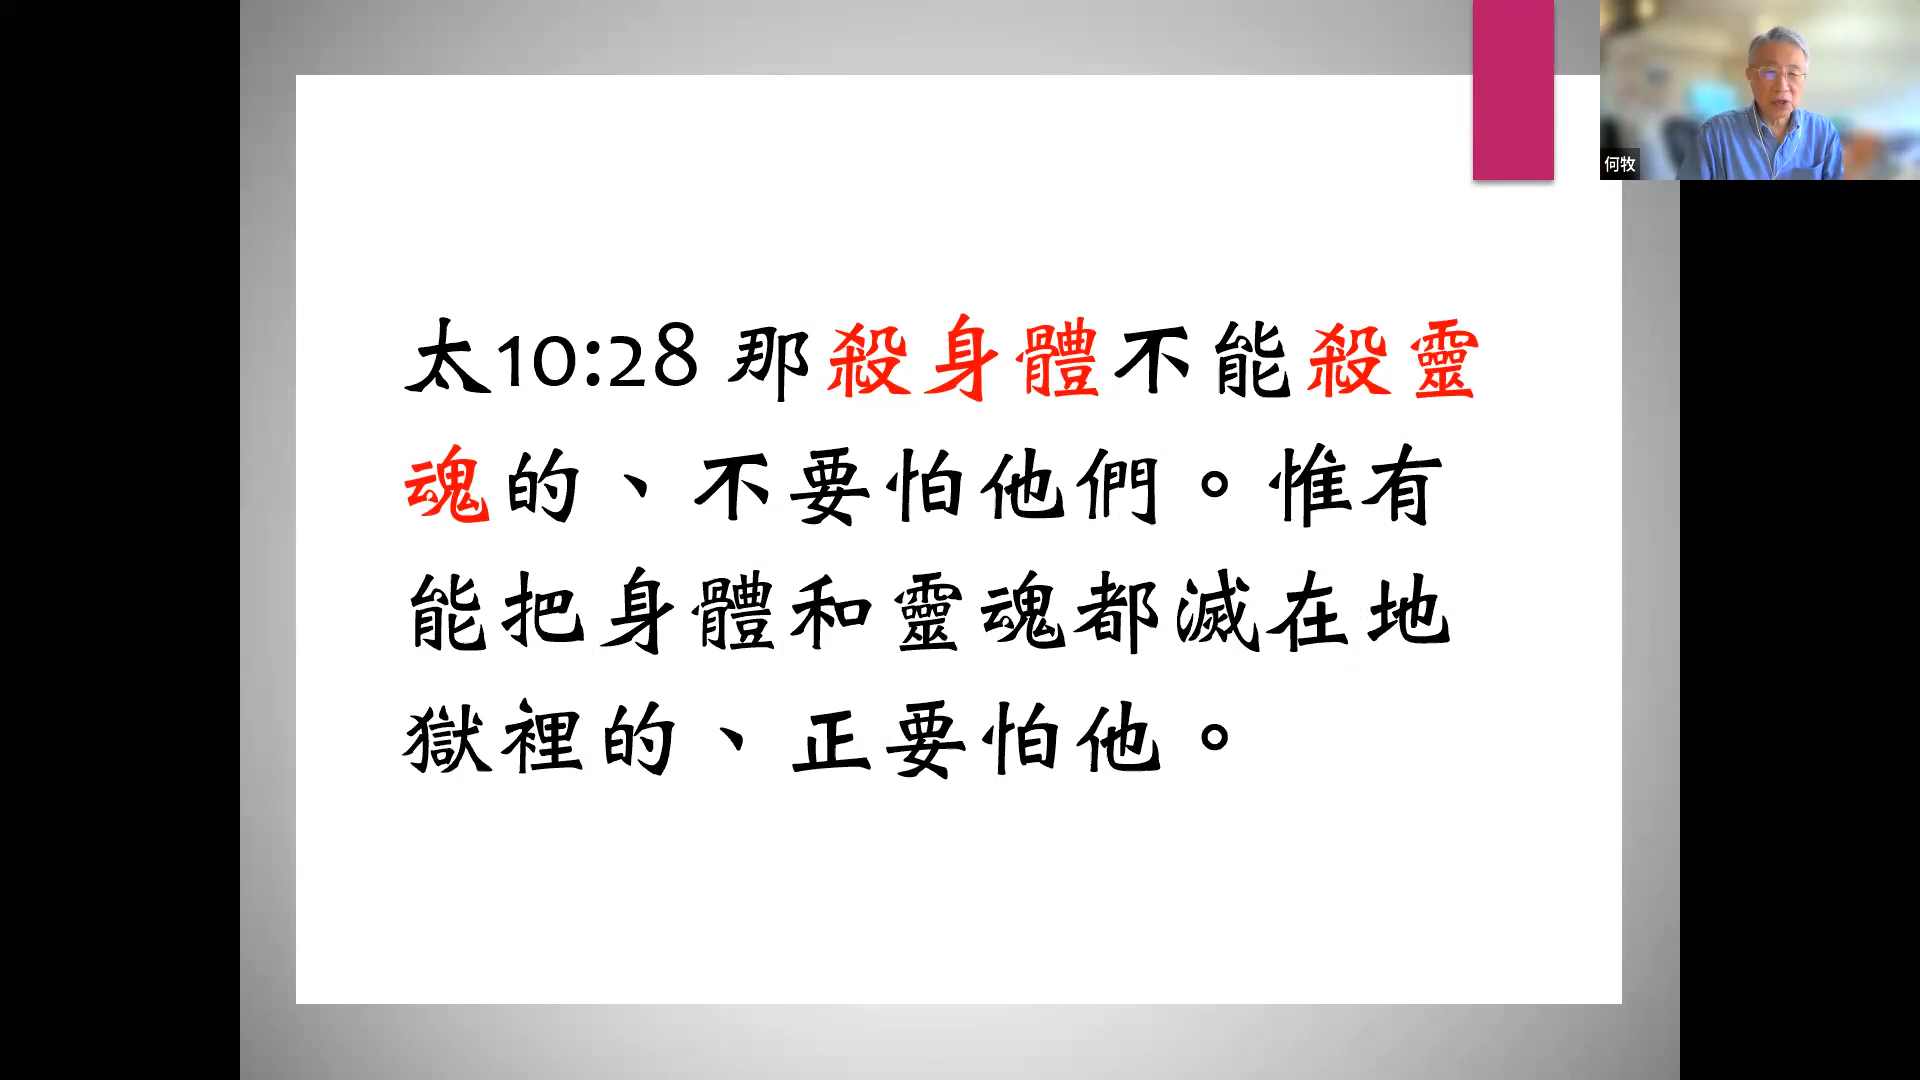 太10:28 那殺身體不能殺靈
魂的、不要怕他們。惟有
能把身體和靈魂都滅在地
獄裡的、正要怕他。
何牧